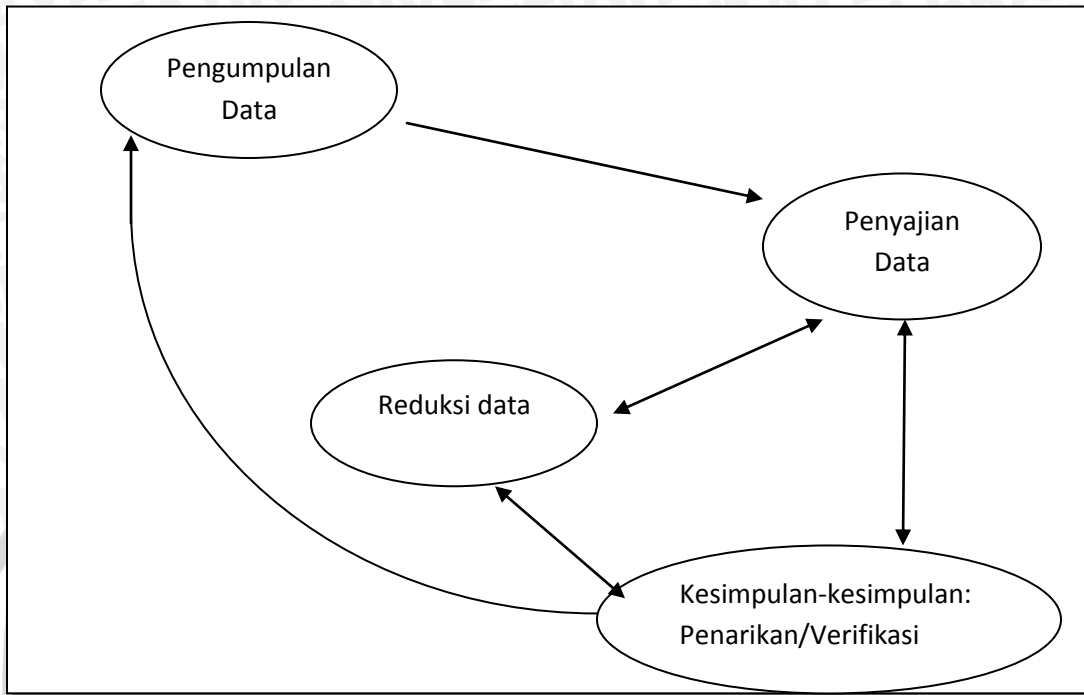 Pengumpulan
Data
Penyajian
Data
Reduksi data
Kesimpulan-kesimpulan:
Penarikan/Verifikasi